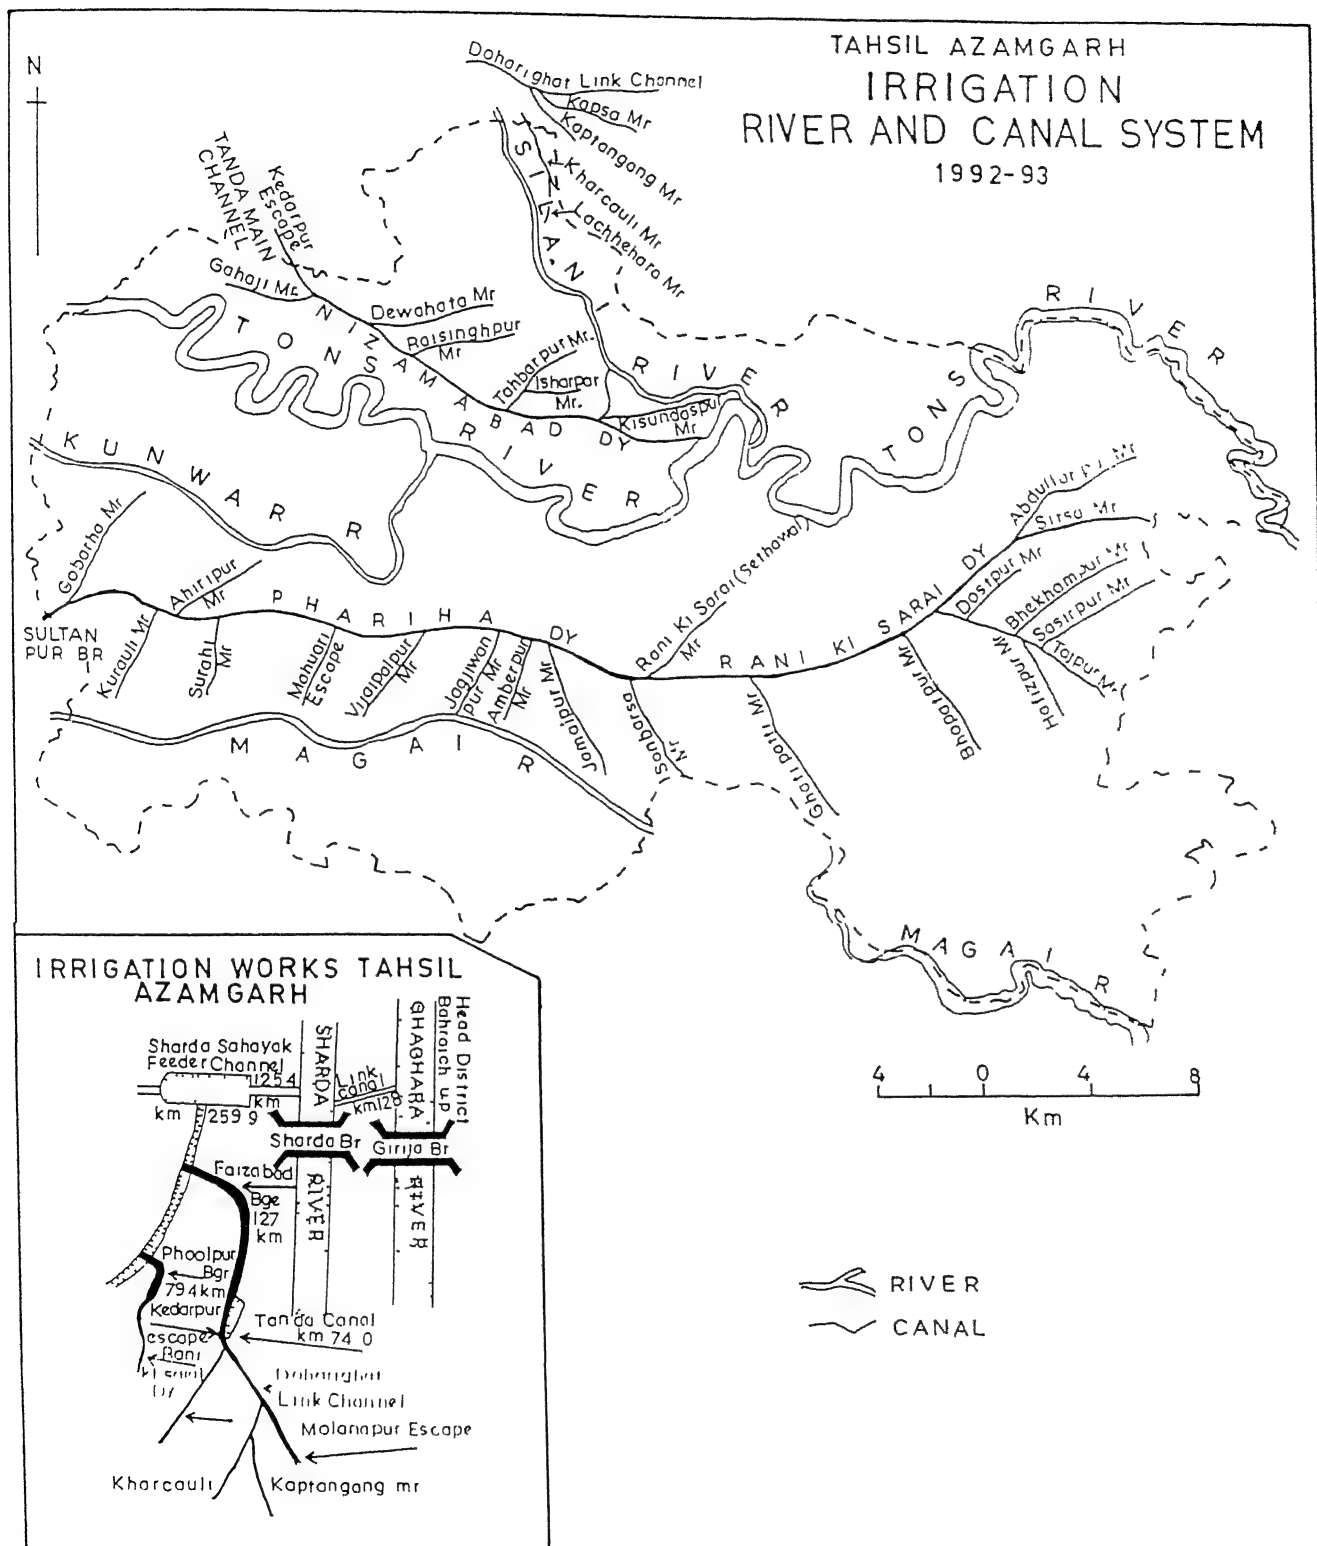 TAHSIL AZAMGARH
IRRIGATION
RIVER AND CANAL SYSTEM
1992-93
N
Doharighat Link Channel
Kapsa Mr
Kaptangang Mr
Kharcauli Mr
Lachhehara Mr
TANDA MAIN
CHANNEL
Kedarpur
Escape
Gahaji Mr.
Dewahata Mr
Raisinghpur
Mr
Tahbarpur Mr.
Isharpar
Mr.
Kisundaspur
Mr
NIZAMABAD DY
SILANI
RIVER
TONS
RIVER
TONS
RIVER
KUNWAR R
Gobarha Mr
SULTAN
PUR BR
Kurauli Mr
Ahiripur
Mr
Surahi
Mr
PHARIHA DY
Mahuari
Escape
Vijaipalpur
Mr
Jagjiwan
pur Mr
Amberpur
Mr
Jamalpur Mr
Sonbarsa
Mr
Rani Ki Sarai (Sethawal)
Mr
RANI KI SARAI DY
Ghatipatti Mr
Bhopatpur Mr
Hafizpur Mr
Sirsa Mr
Dostpur Mr
Bhekhampur Mr
Sasirpur Mr
Tajpur Mr
MAGAI R
MAGAI R
4 0 4 8
Km
RIVER
CANAL
IRRIGATION WORKS TAHSIL
AZAMGARH
Sharda Sahayak
Feeder Channel
125 4
km
km 259 9
SHARDA
RIVER
Link
canal
km 128
GHAGHARA
RIVER
Head District
Bahraich up
Sharda Br
Girija Br
Faizabad
Bge
127
km
Phoolpur
Bgr
794km
Kedarpur
escape
Rani
Tanda Canal
km 74 0
Link Channel
Molanapur Escape
Kharcauli
Kaptangang mr